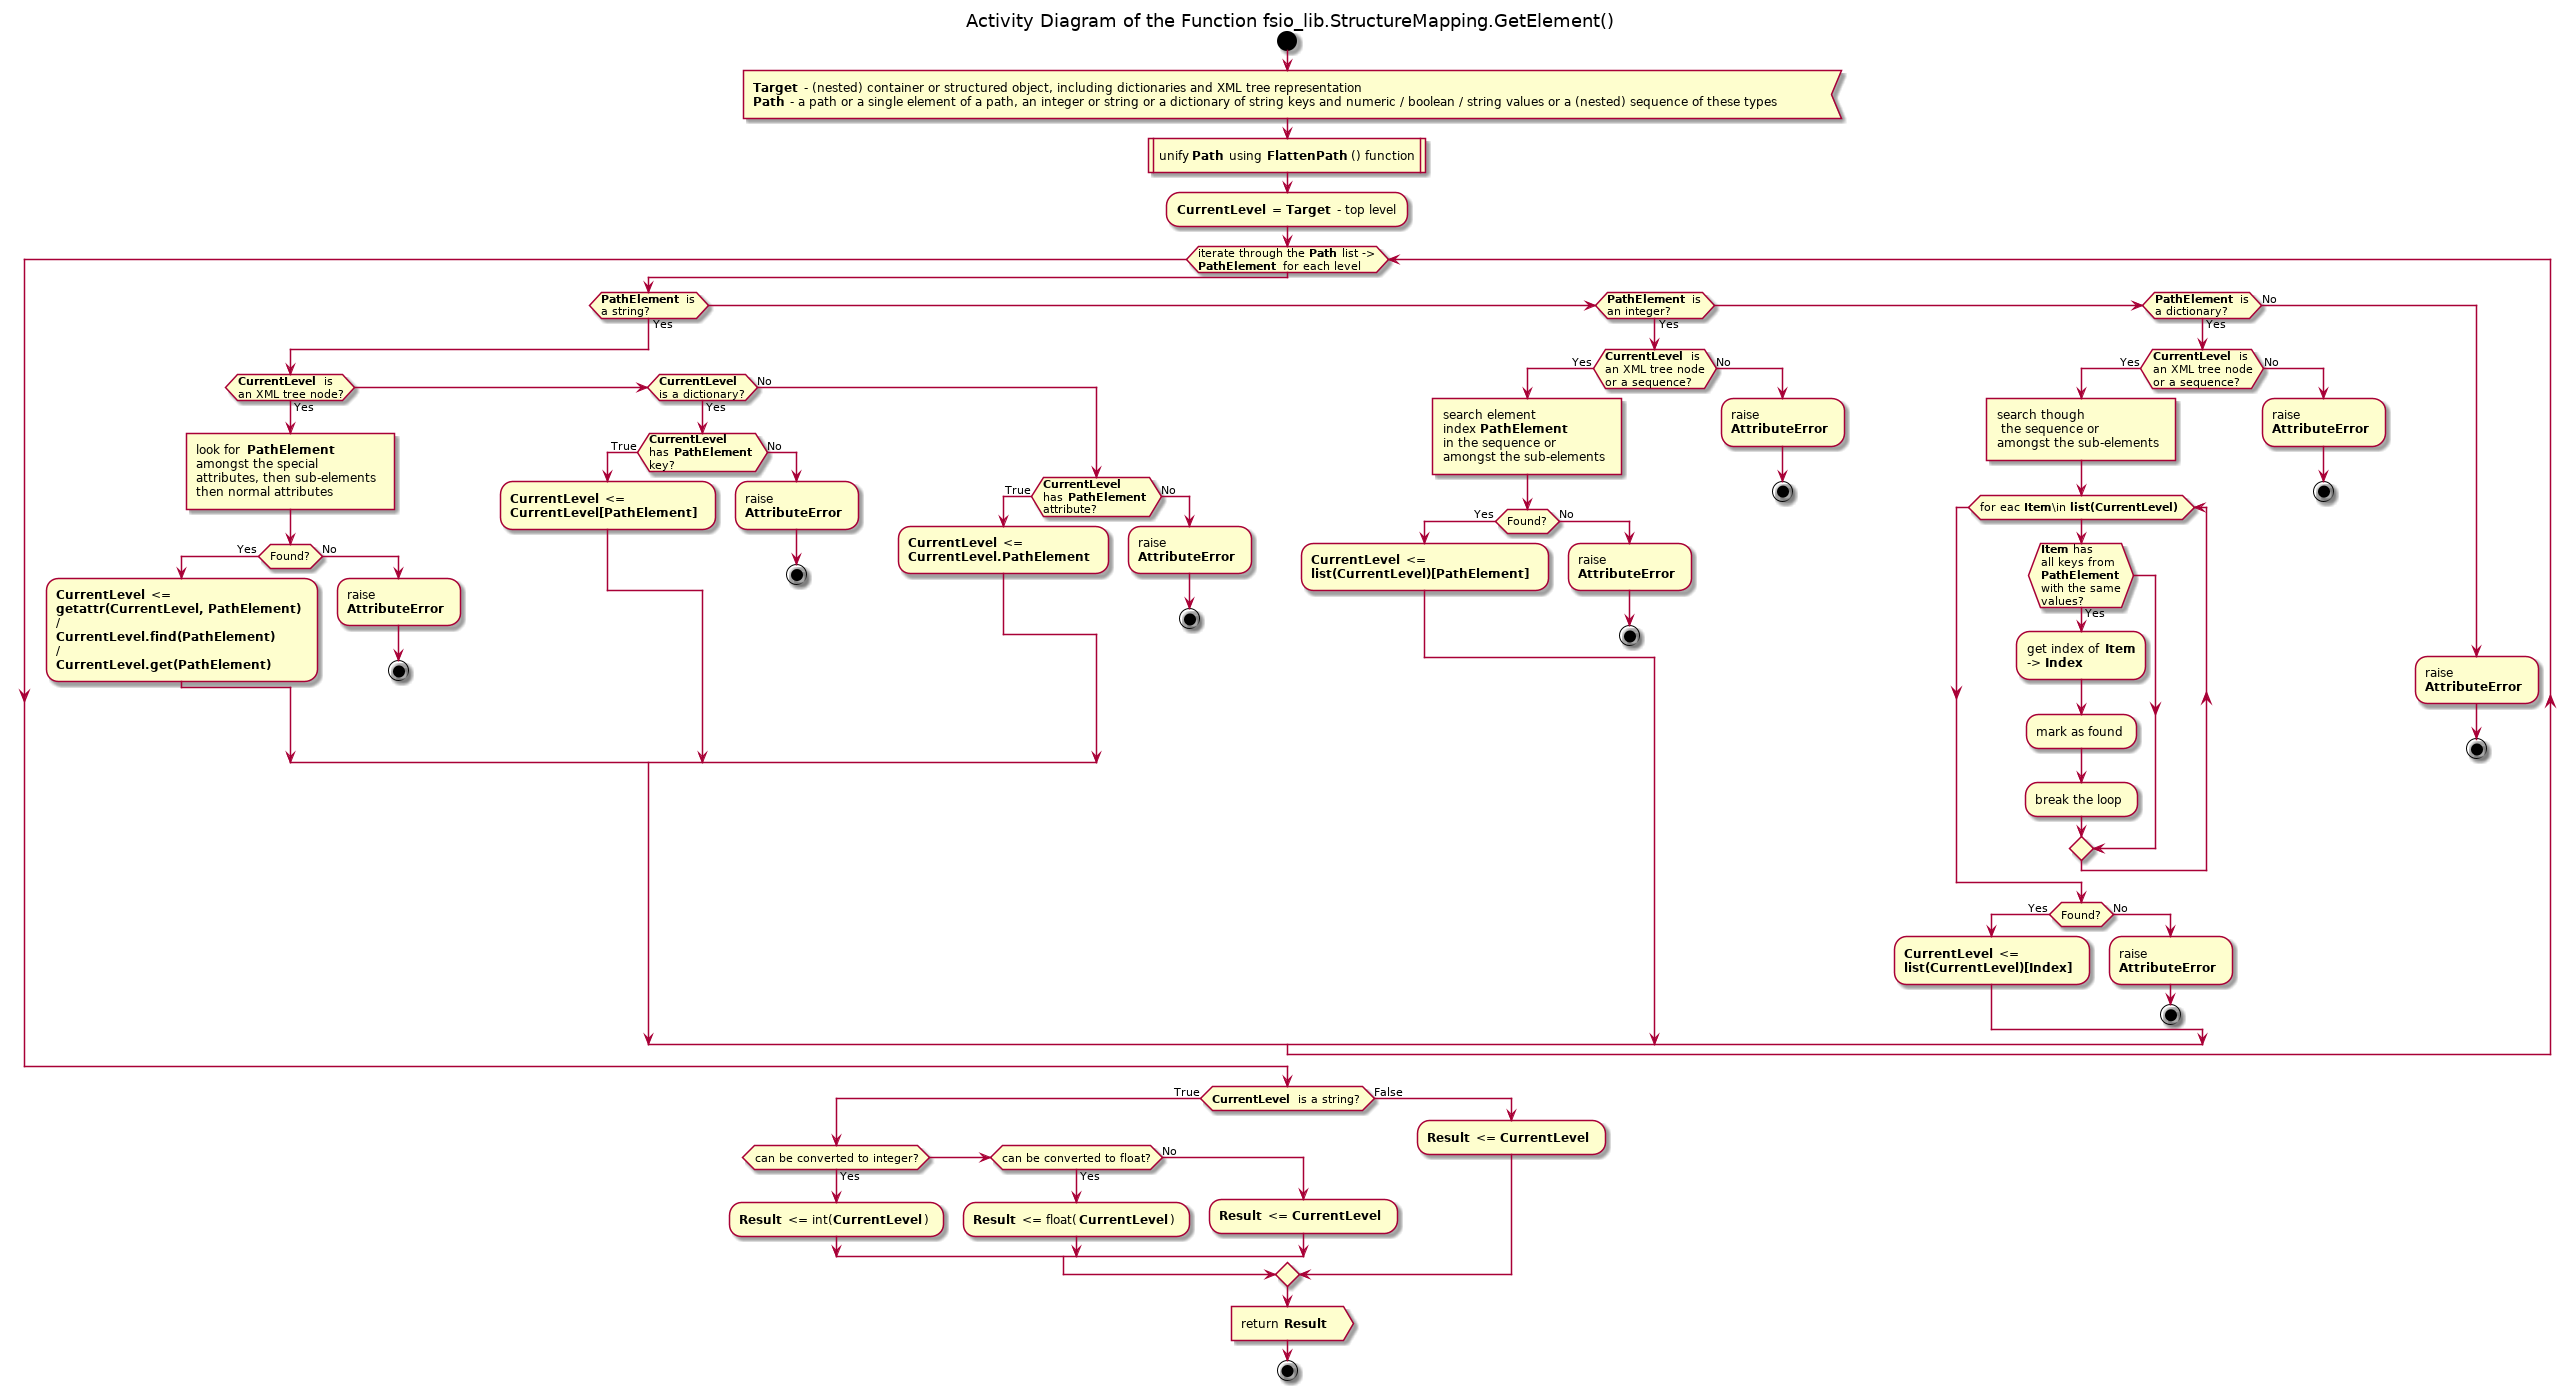 Activity Diagram of the Function fsio_lib.StructureMapping.GetElement()
Target - (nested) container or structured object, including dictionaries and XML tree representation
Path - a path or a single element of a path, an integer or string or a dictionary of string keys and numeric / boolean / string values or a (nested) sequence of these types
unify Path using FlattenPath () function
CurrentLevel = Target - top level
iterate through the Path list ->
PathElement for each level
PathElement is
a string?
Yes
PathElement is
an integer?
Yes
PathElement is
a dictionary?
Yes
No
CurrentLevel is
an XML tree node?
Yes
look for PathElement
amongst the special
attributes, then sub-elements
then normal attributes
Found?
Yes
No
CurrentLevel <=
getattr(CurrentLevel, PathElement)
/
CurrentLevel.find(PathElement)
/
CurrentLevel.get(PathElement)
raise
AttributeError
CurrentLevel
is a dictionary?
Yes
No
CurrentLevel
has PathElement
key?
True
No
CurrentLevel <=
CurrentLevel[PathElement]
raise
AttributeError
CurrentLevel
has PathElement
attribute?
True
No
CurrentLevel <=
CurrentLevel.PathElement
raise
AttributeError
CurrentLevel is
an XML tree node
or a sequence?
Yes
No
search element
index PathElement
in the sequence or
amongst the sub-elements
Found?
Yes
No
CurrentLevel <=
list(CurrentLevel)[PathElement]
raise
AttributeError
raise
AttributeError
CurrentLevel is
an XML tree node
or a sequence?
Yes
No
search though
the sequence or
amongst the sub-elements
raise
AttributeError
for eac Item\in list(CurrentLevel)
Item has
all keys from
PathElement
with the same
values?
Yes
get index of Item
-> Index
mark as found
break the loop
Found?
Yes
No
CurrentLevel <=
list(CurrentLevel)[Index]
raise
AttributeError
raise
AttributeError
CurrentLevel is a string?
True
False
can be converted to integer?
Yes
can be converted to float?
Yes
No
Result <= int(CurrentLevel)
Result <= float( CurrentLevel)
Result <= CurrentLevel
Result <= CurrentLevel
return Result